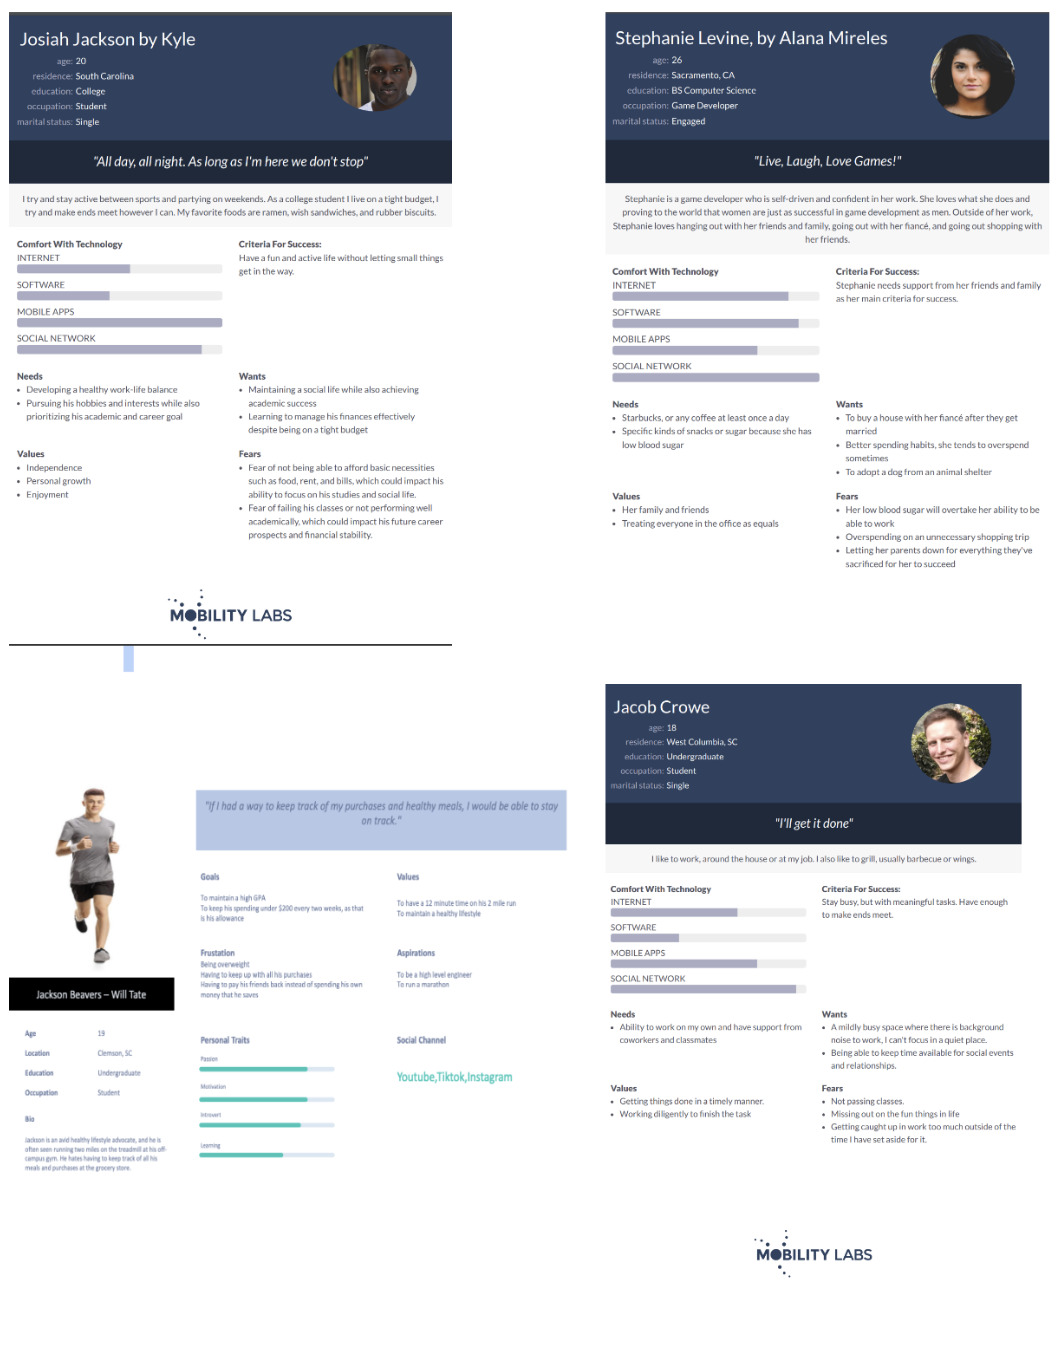 Josiah Jackson by Kyle
age: 20
residence: South Carolina
education: College
occupation: Student
marital status: Single
"All day, all night. As long as I'm here we don't stop"
I try and stay active between sports and partying on weekends. As a college student I live on a tight budget, I
try and make ends meet however I can. My favorite foods are ramen, wish sandwiches, and rubber biscuits.
Comfort With Technology
INTERNET
SOFTWARE
MOBILE APPS
SOCIAL NETWORK
Criteria For Success:
Have a fun and active life without letting small things
get in the way.
Needs
• Developing a healthy work-life balance
• Pursuing his hobbies and interests while also
prioritizing his academic and career goal
Wants
• Maintaining a social life while also achieving
academic success
• Learning to manage his finances effectively
despite being on a tight budget
Values
• Independence
• Personal growth
• Enjoyment
Fears
• Fear of not being able to afford basic necessities
such as food, rent, and bills, which could impact his
ability to focus on his studies and social life.
• Fear of failing his classes or not performing well
academically, which could impact his future career
prospects and financial stability.
MOBILITY LABS
Stephanie Levine, by Alana Mireles
age: 26
residence: Sacramento, CA
education: BS Computer Science
occupation: Game Developer
marital status: Engaged
"Live, Laugh, Love Games!"
Stephanie is a game developer who is self-driven and confident in her work. She loves what she does and
proving to the world that women are just as successful in game development as men. Outside of her work,
Stephanie loves hanging out with her friends and family, going out with her fiancé, and going out shopping with
her friends.
Comfort With Technology
INTERNET
SOFTWARE
MOBILE APPS
SOCIAL NETWORK
Criteria For Success:
Stephanie needs support from her friends and family
as her main criteria for success.
Needs
• Starbucks, or any coffee at least once a day
• Specific kinds of snacks or sugar because she has
low blood sugar
Wants
• To buy a house with her fiancé after they get
married
• Better spending habits, she tends to overspend
sometimes
• To adopt a dog from an animal shelter
Values
• Her family and friends
• Treating everyone in the office as equals
Fears
• Her low blood sugar will overtake her ability to be
able to work
• Overspending on an unnecessary shopping trip
• Letting her parents down for everything they've
sacrificed for her to succeed
"If I had a way to keep track of my purchases and healthy meals, I would be able to stay
on track."
Goals
To maintain a high GPA
To keep his spending under $200 every two weeks, as that
is his allowance
Values
To have a 12 minute time on his 2 mile run
To maintain a healthy lifestyle
Frustation
Being overweight
Having to keep up with all his purchases
Having to pay his friends back instead of spending his own
money that he saves
Aspirations
To be a high level engineer
To run a marathon
Jackson Beavers – Will Tate
Age 19
Location Clemson, SC
Education Undergraduate
Occupation Student
Bio
Jackson is an avid healthy lifestyle advocate, and he is
often seen running two miles on the treadmill at his off-
campus gym. He hates having to keep track of all his
meals and purchases at the grocery store.
Personal Traits
Passion
Motivation
Introvert
Learning
Social Channel
Youtube,Tiktok,Instagram
Jacob Crowe
age: 18
residence: West Columbia, SC
education: Undergraduate
occupation: Student
marital status: Single
"I'll get it done"
I like to work, around the house or at my job. I also like to grill, usually barbecue or wings.
Comfort With Technology
INTERNET
SOFTWARE
MOBILE APPS
SOCIAL NETWORK
Criteria For Success:
Stay busy, but with meaningful tasks. Have enough
to make ends meet.
Needs
• Ability to work on my own and have support from
coworkers and classmates
Wants
• A mildly busy space where there is background
noise to work, I can't focus in a quiet place.
• Being able to keep time available for social events
and relationships.
Values
• Getting things done in a timely manner.
• Working diligently to finish the task
Fears
• Not passing classes.
• Missing out on the fun things in life
• Getting caught up in work too much outside of the
time I have set aside for it.
MOBILITY LABS